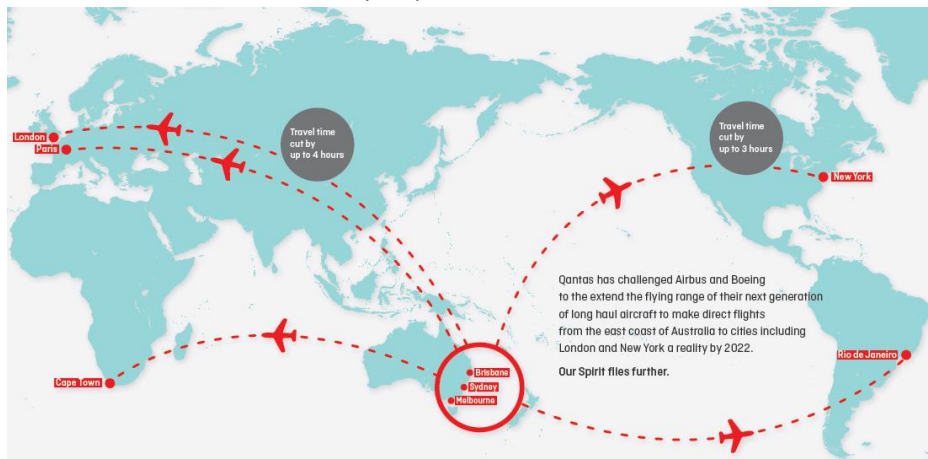 Travel time
cut by
up to 4 hours
Travel time
cut by
up to 3 hours
London
Paris
New York
Qantas has challenged Airbus and Boeing
to the extend the flying range of their next generation
of long haul aircraft to make direct flights
from the east coast of Australia to cities including
London and New York a reality by 2022.
Our Spirit flies further.
Rio de Janeiro
Cape Town
Brisbane
Sydney
Melbourne